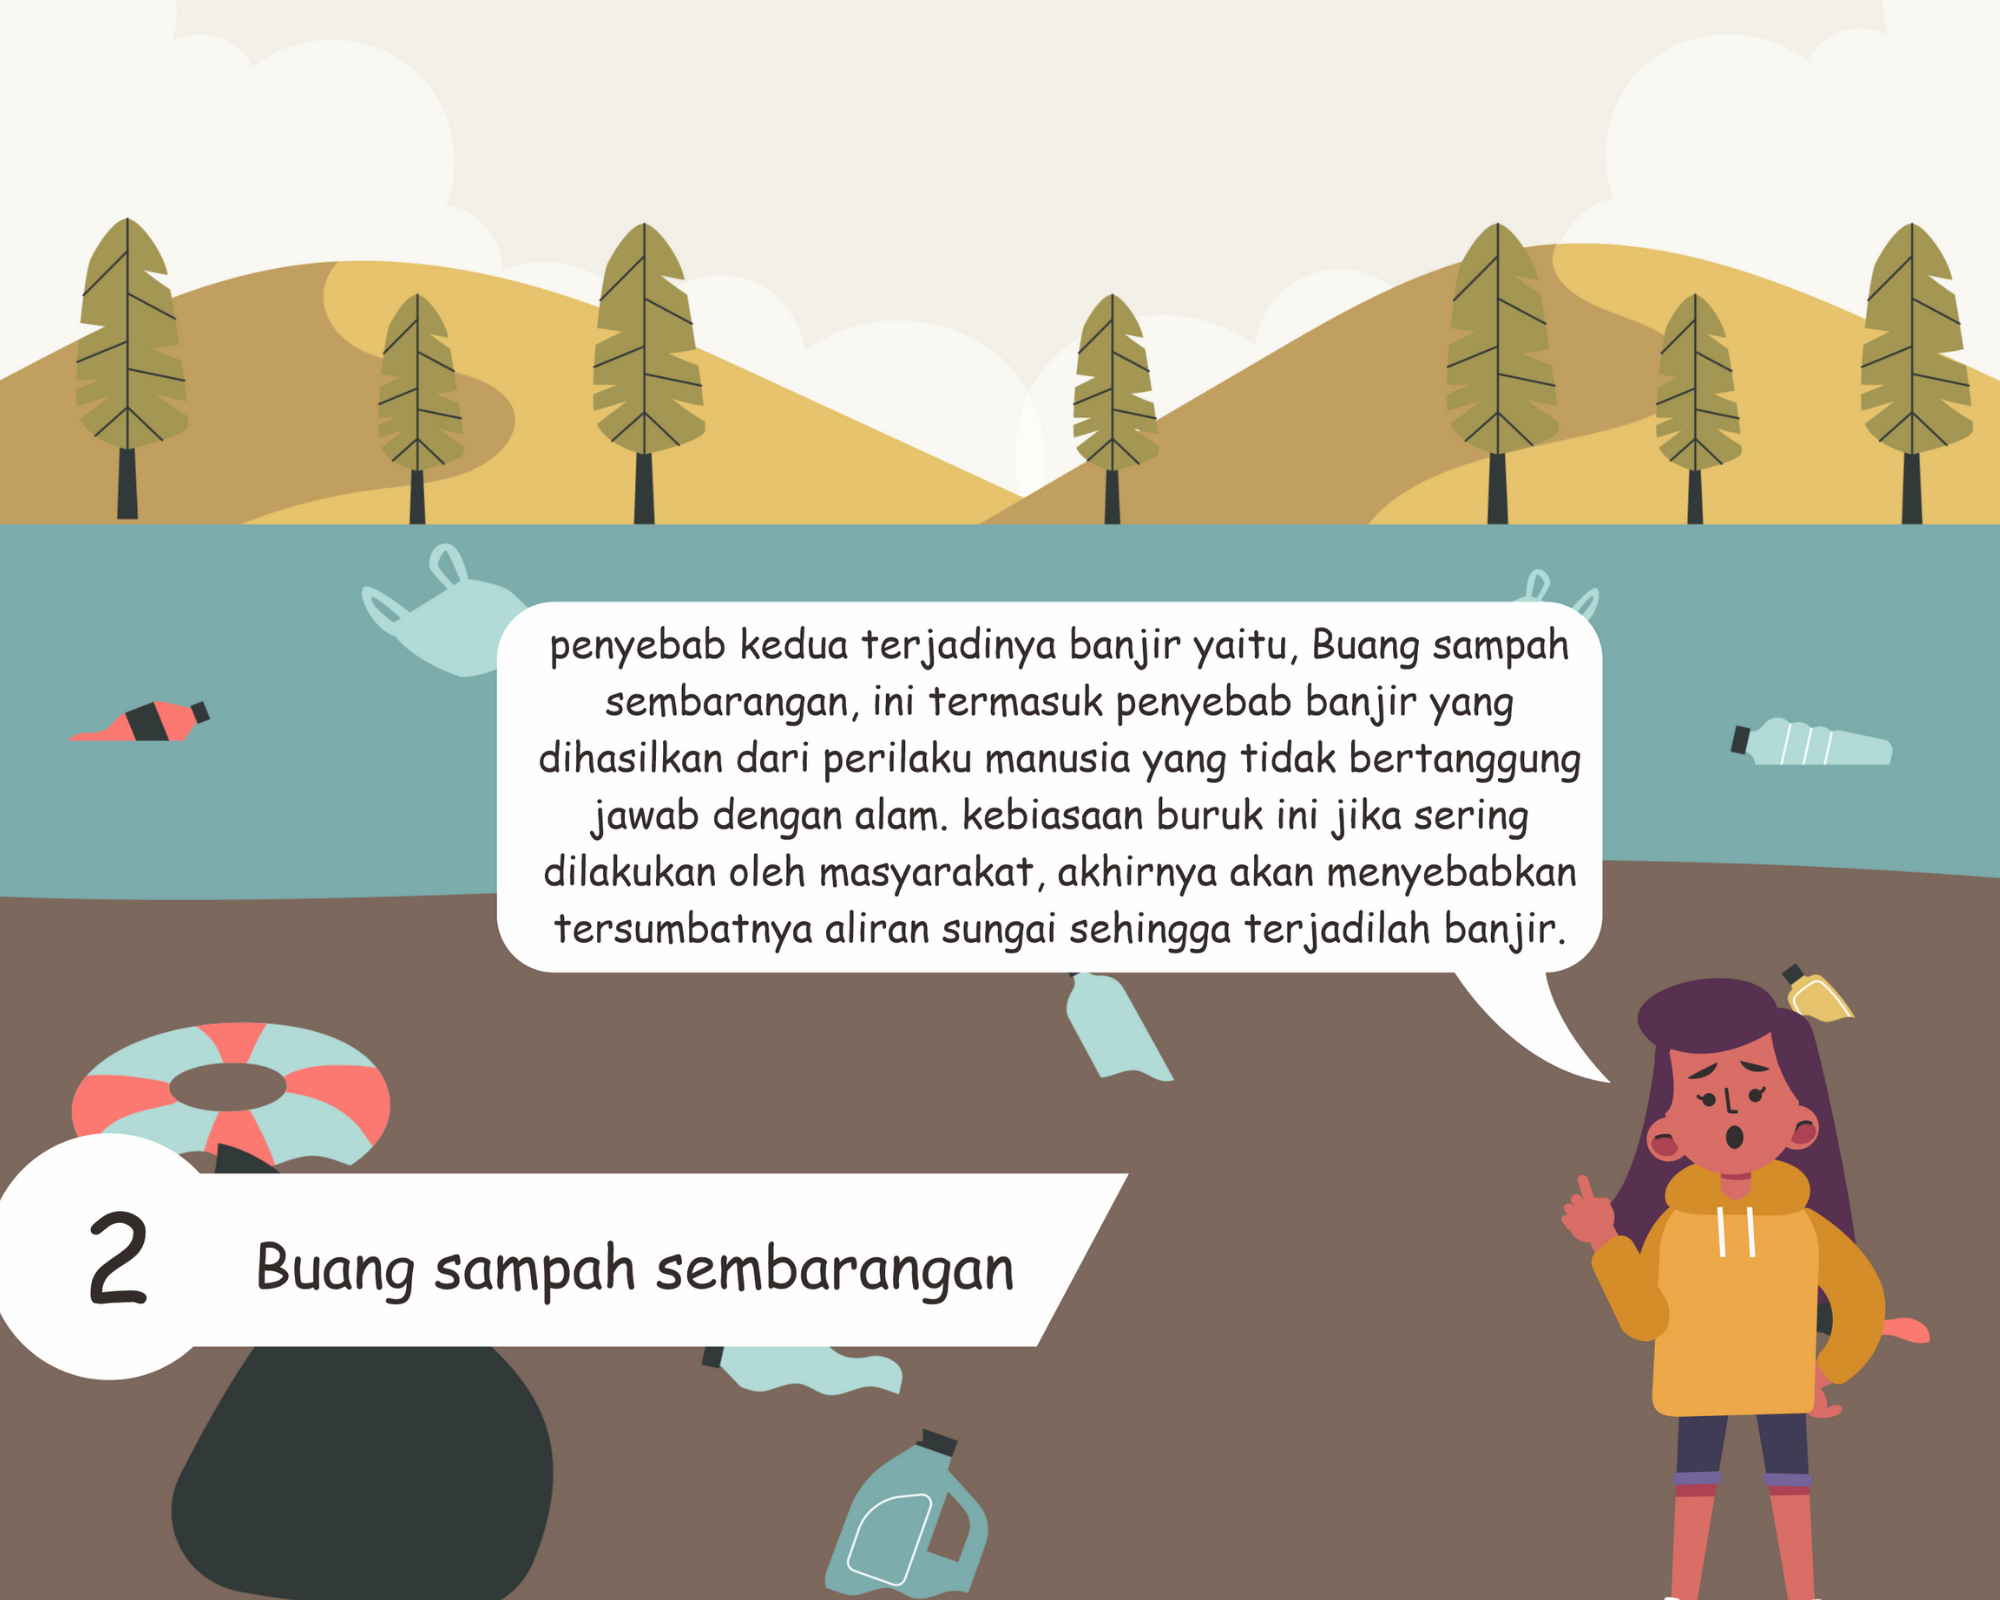 penyebab kedua terjadinya banjir yaitu, Buang sampah
sembarangan, ini termasuk penyebab banjir yang
dihasilkan dari perilaku manusia yang tidak bertanggung
jawab dengan alam. kebiasaan buruk ini jika sering
dilakukan oleh masyarakat, akhirnya akan menyebabkan
tersumbatnya aliran sungai sehingga terjadilah banjir.
2
Buang sampah sembarangan